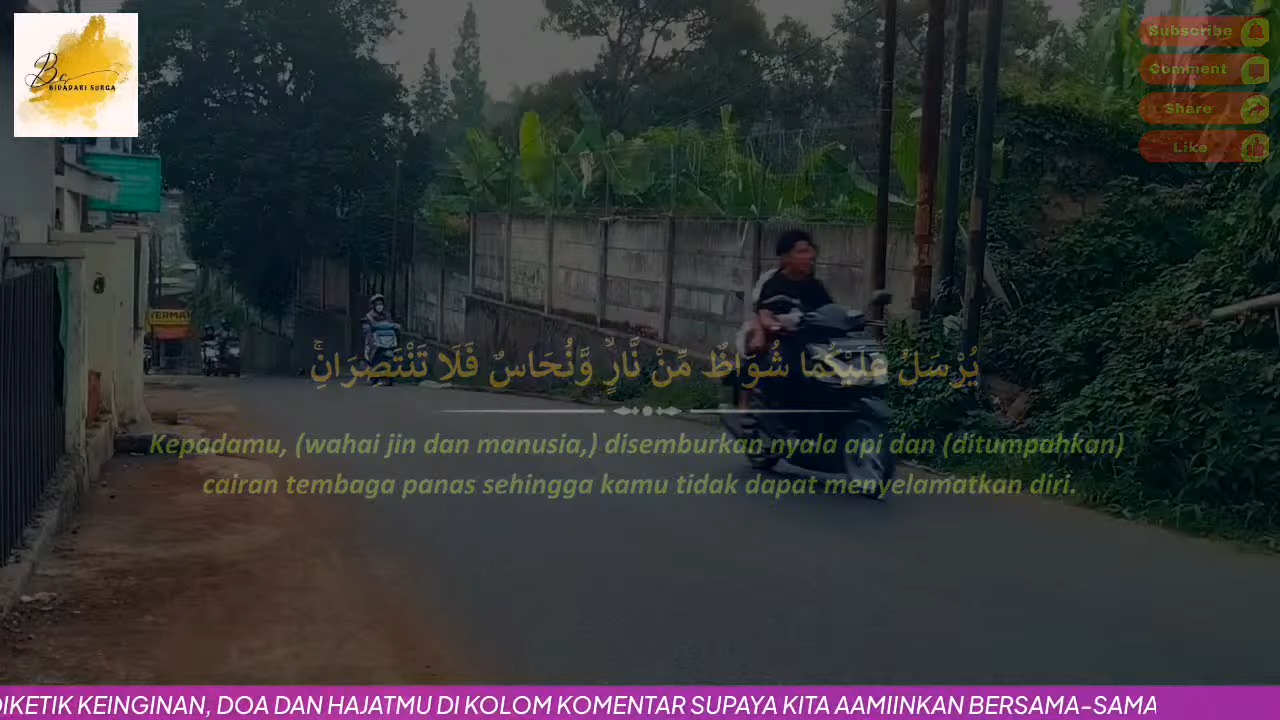 BIDADARI SURGA
Subscribe
Comment
Share
Like
يُرْسَلُ عَلَيْكُمَا شُوَاظٌ مِّنْ نَّارٍۙ وَّنُحَاسٌ فَلَا تَنْتَصِرَانِۚ
Kepadamu, (wahai jin dan manusia,) disemburkan nyala api dan (ditumpahkan)
cairan tembaga panas sehingga kamu tidak dapat menyelamatkan diri.
DIKETIK KEINGINAN, DOA DAN HAJATMU DI KOLOM KOMENTAR SUPAYA KITA AAMIINKAN BERSAMA-SAMA